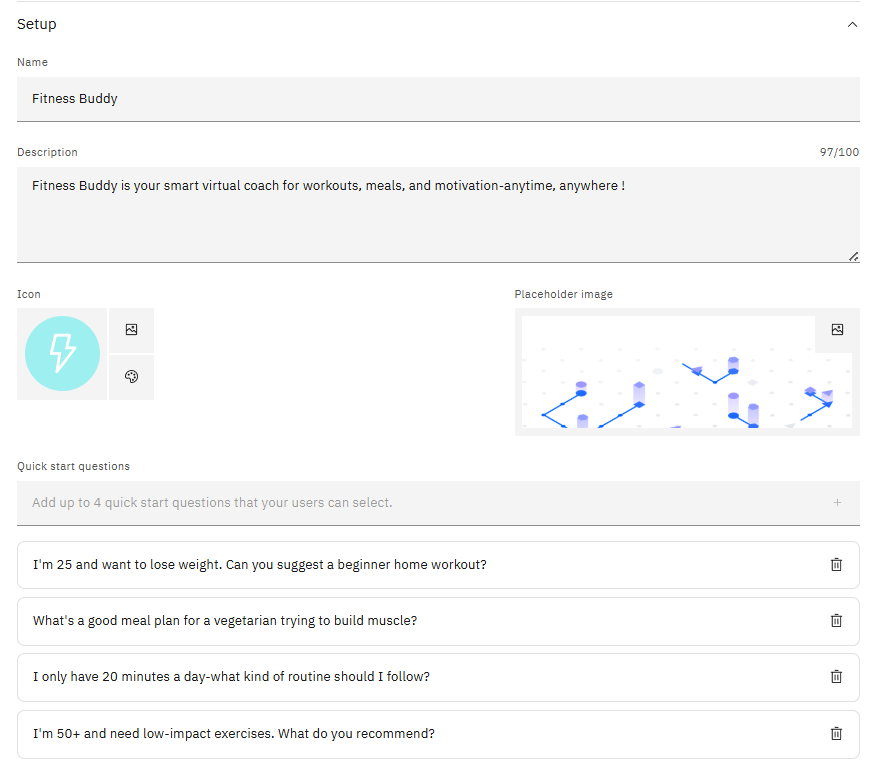 Setup
Name
Fitness Buddy
Description 97/100
Fitness Buddy is your smart virtual coach for workouts, meals, and motivation-anytime, anywhere !
Icon Placeholder image
Quick start questions
Add up to 4 quick start questions that your users can select.
I'm 25 and want to lose weight. Can you suggest a beginner home workout?
What's a good meal plan for a vegetarian trying to build muscle?
I only have 20 minutes a day-what kind of routine should I follow?
I'm 50+ and need low-impact exercises. What do you recommend?